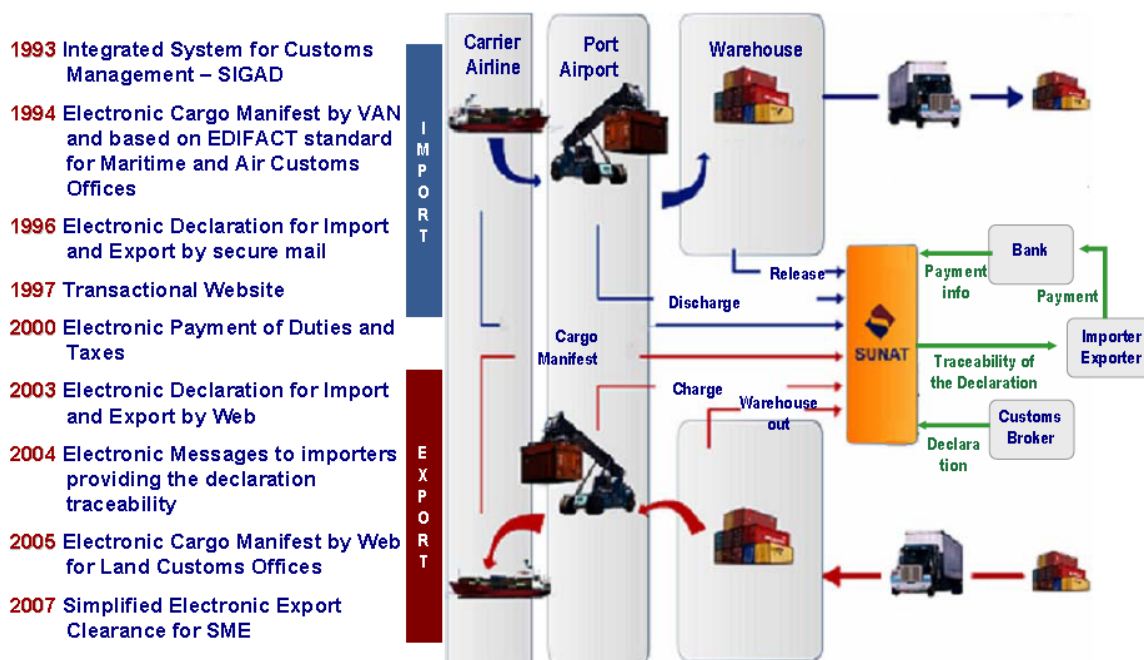 1993 Integrated System for Customs
Management – SIGAD
1994 Electronic Cargo Manifest by VAN
and based on EDIFACT standard
for Maritime and Air Customs
Offices
1996 Electronic Declaration for Import
and Export by secure mail
1997 Transactional Website
2000 Electronic Payment of Duties and
Taxes
2003 Electronic Declaration for Import
and Export by Web
2004 Electronic Messages to importers
providing the declaration
traceability
2005 Electronic Cargo Manifest by Web
for Land Customs Offices
2007 Simplified Electronic Export
Clearance for SME
IMPORT
EXPORT
Carrier
Airline
Port
Airport
Warehouse
Release
Discharge
Cargo
Manifest
Charge
Warehouse
out
SUNAT
Bank
Payment
info
Payment
Importer
Exporter
Traceability of
the Declaration
Customs
Broker
Declara
tion